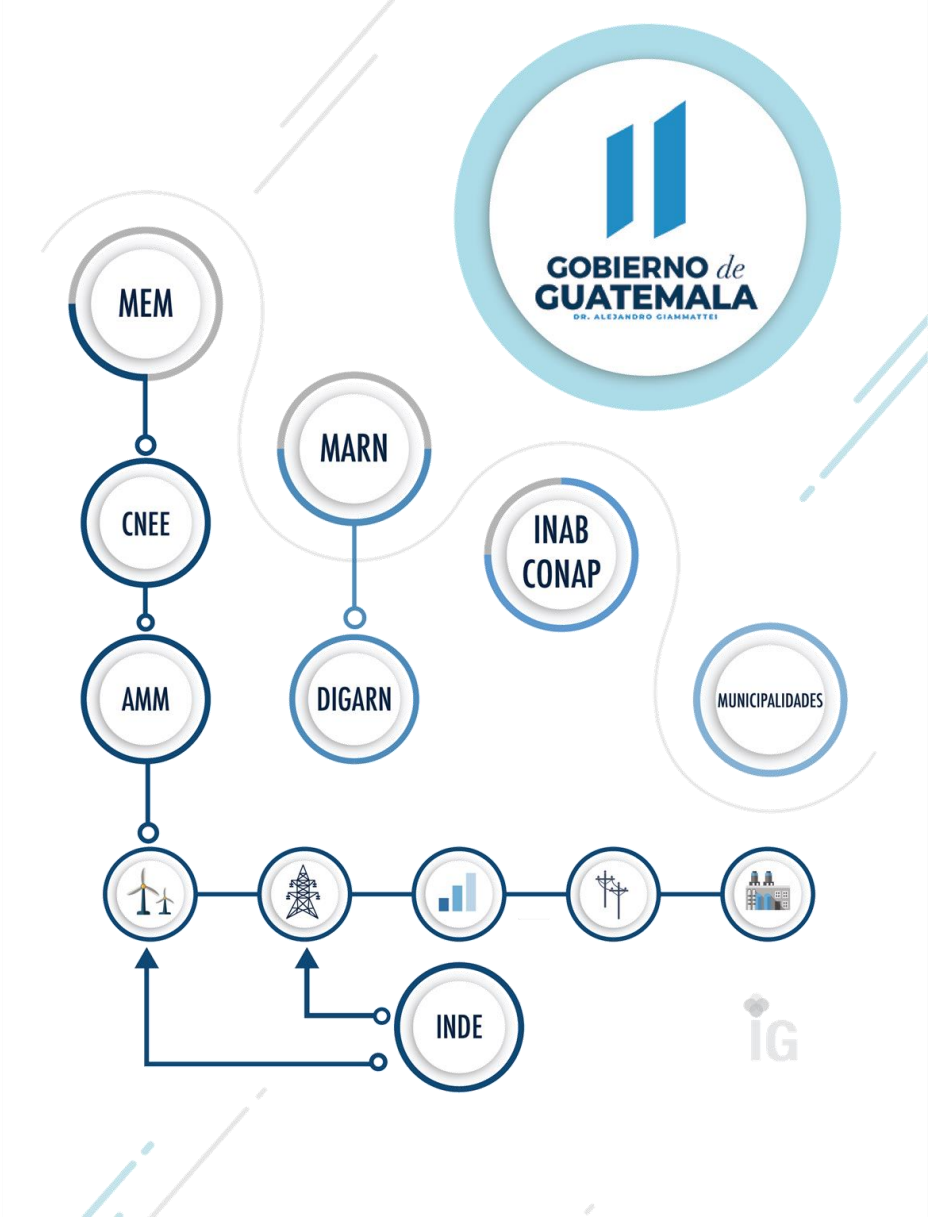 GOBIERNO de
GUATEMALA
DR. ALEJANDRO GIAMMATTEI
MEM
MARN
CNEE
INAB
CONAP
AMM
DIGARN
MUNICIPALIDADES
INDE
IG